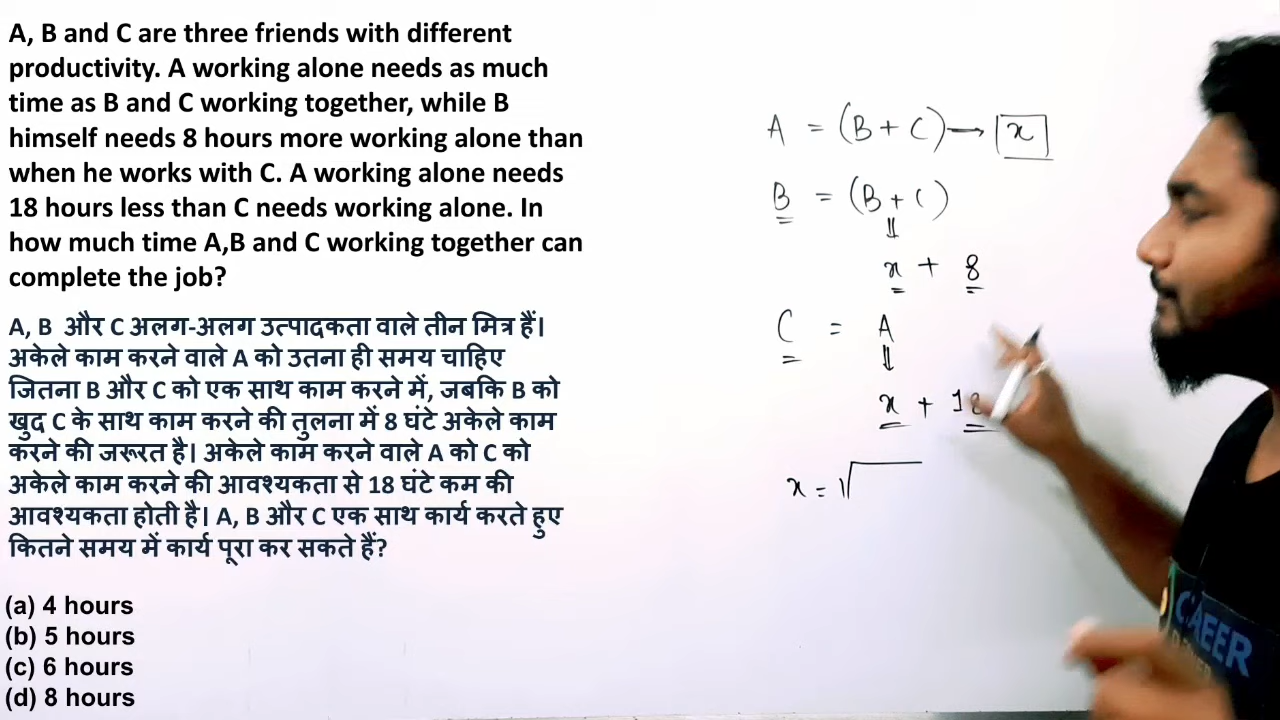 A, B and C are three friends with different
productivity. A working alone needs as much
time as B and C working together, while B
himself needs 8 hours more working alone than
when he works with C. A working alone needs
18 hours less than C needs working alone. In
how much time A,B and C working together can
complete the job?
A, B और C अलग-अलग उत्पादकता वाले तीन मित्र हैं।
अकेले काम करने वाले A को उतना ही समय चाहिए
जितना B और C को एक साथ काम करने में, जबकि B को
खुद C के साथ काम करने की तुलना में 8 घंटे अकेले काम
करने की जरूरत है। अकेले काम करने वाले A को C को
अकेले काम करने की आवश्यकता से 18 घंटे कम की
आवश्यकता होती है। A, B और C एक साथ कार्य करते हुए
कितने समय में कार्य पूरा कर सकते हैं?
(a) 4 hours
(b) 5 hours
(c) 6 hours
(d) 8 hours
A = (B + C) → x
B = (B + C)
⇓
x + 8
C = A
⇓
x + 18
x = √